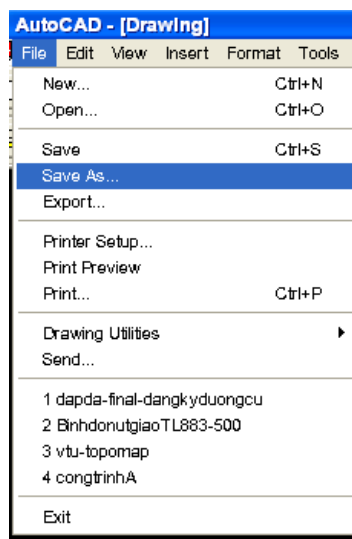 AutoCAD - [Drawing]
File Edit View Insert Format Tools
New... Ctrl+N
Open... Ctrl+O
Save Ctrl+S
Save As...
Export...
Printer Setup...
Print Preview
Print... Ctrl+P
Drawing Utilities
Send...
1 dapda-final-dangkyduongcu
2 BinhdonutgiaoTL883-500
3 vtu-topomap
4 congtrinhA
Exit